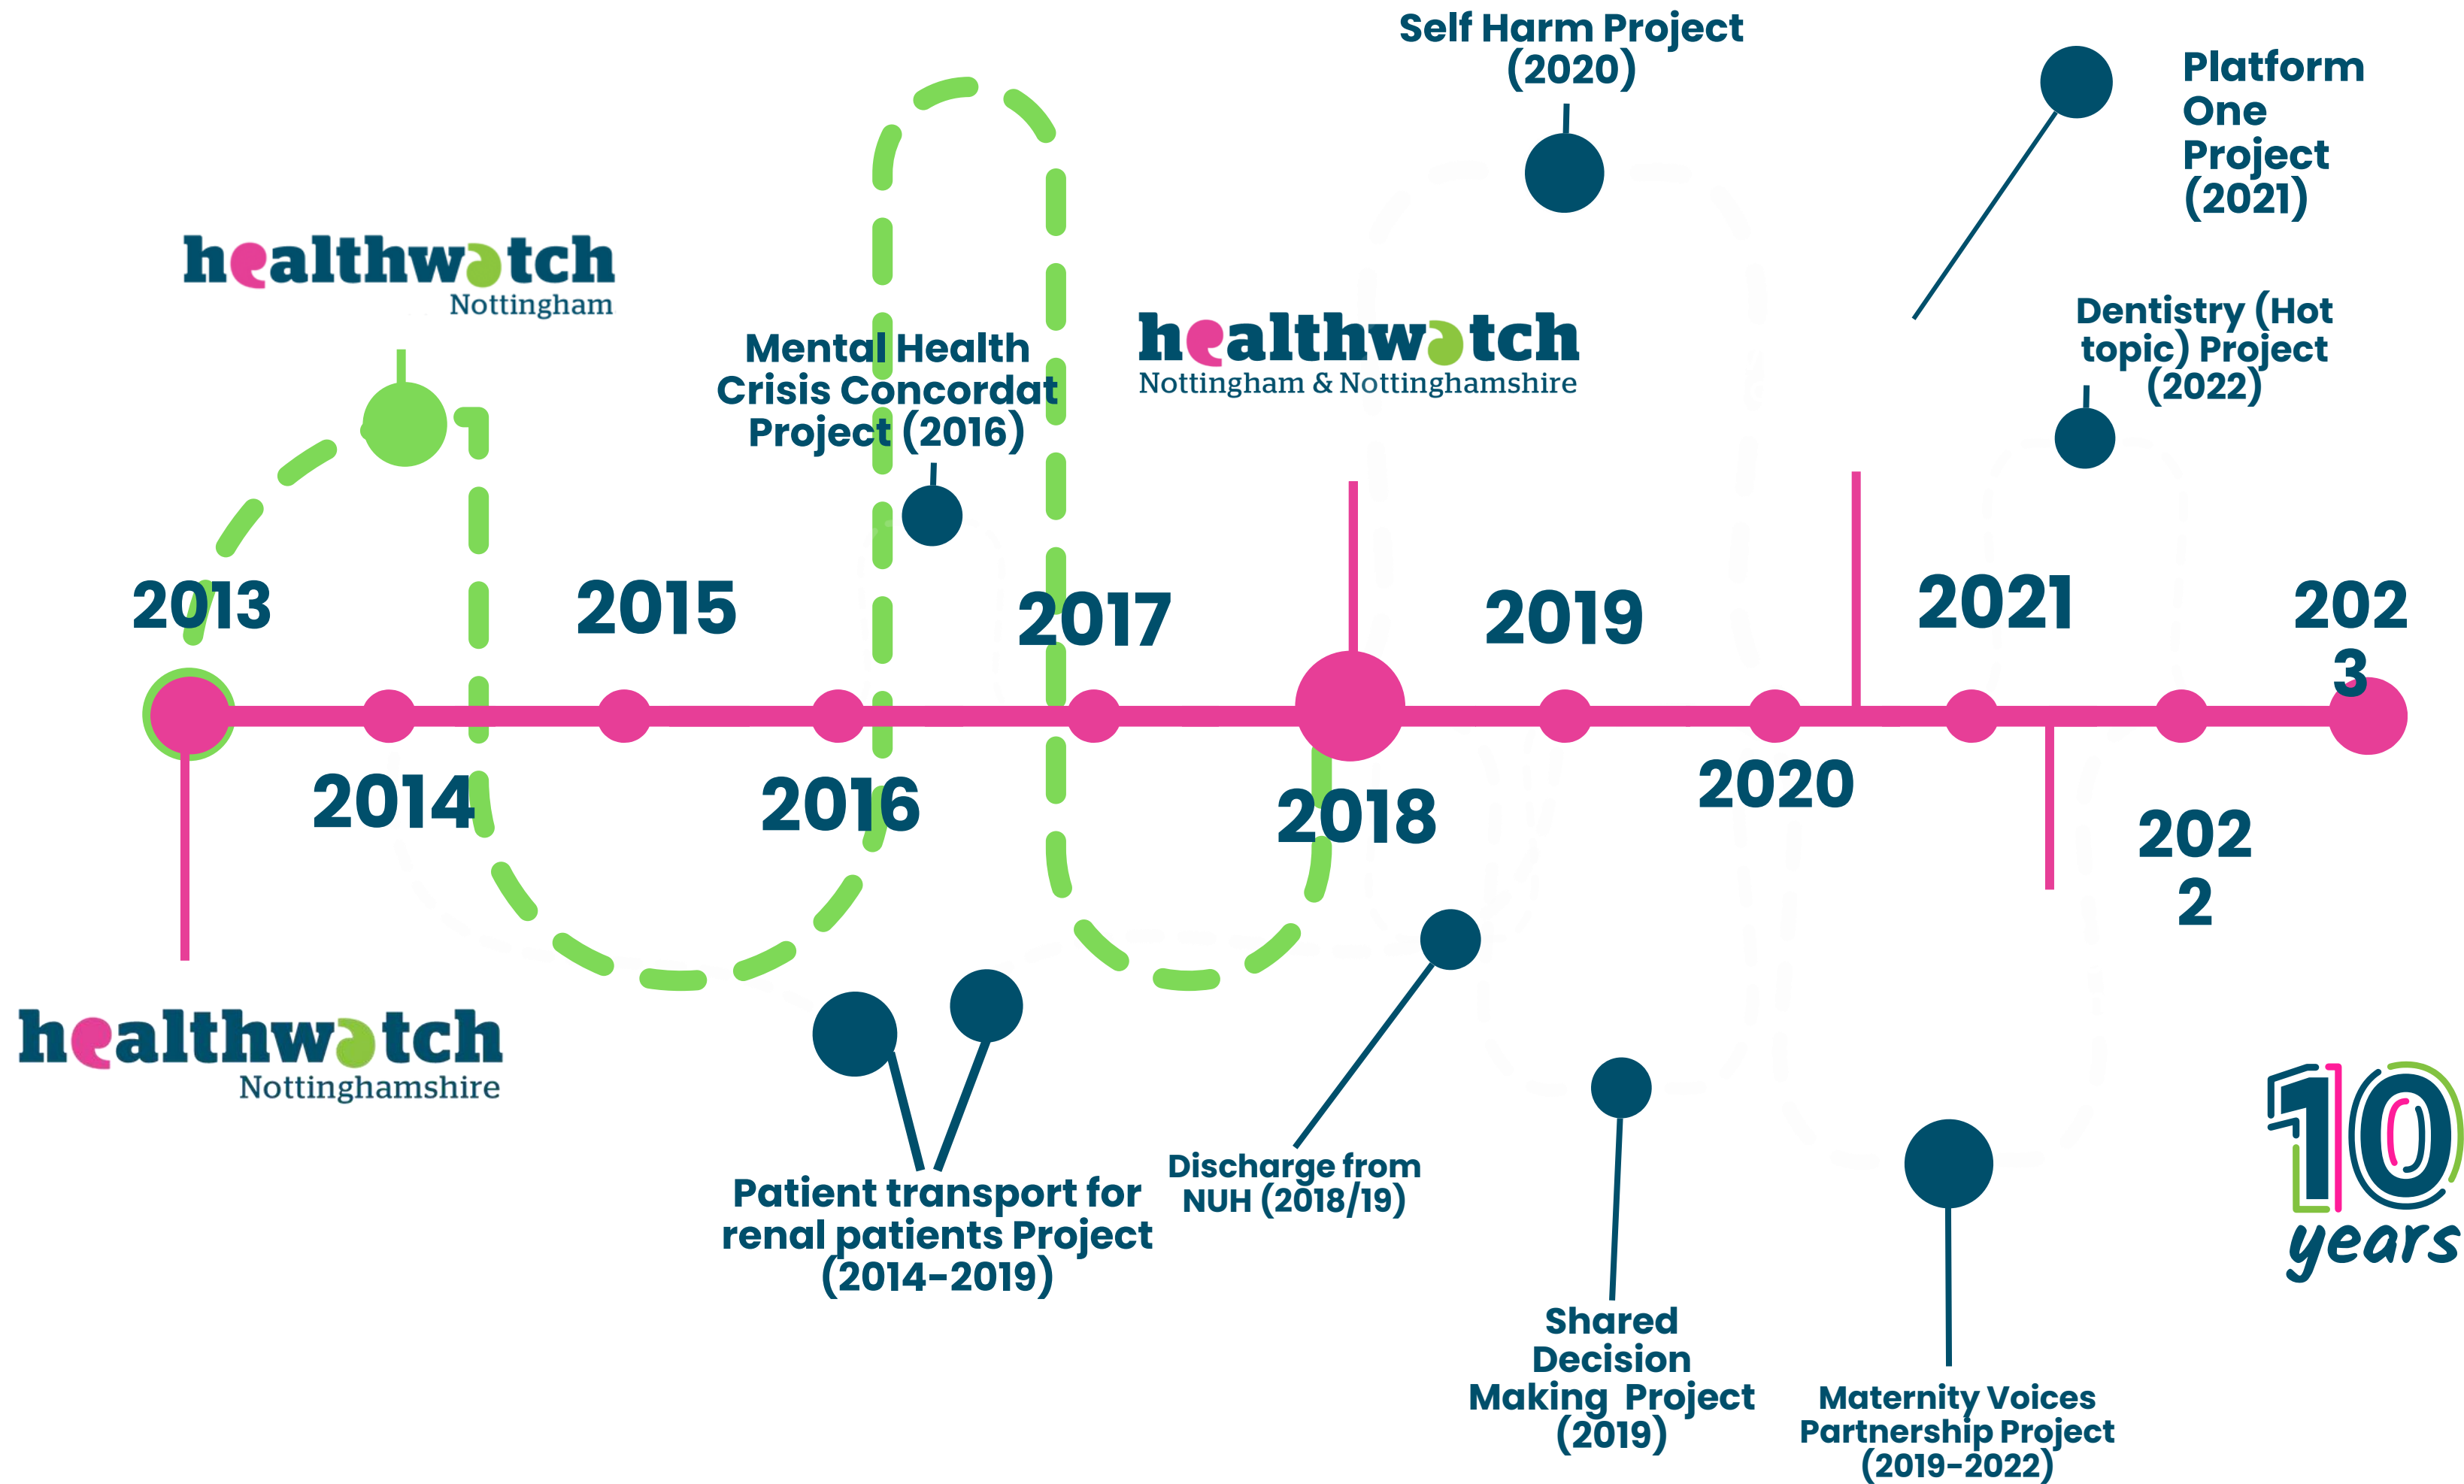 Self Harm Project
(2020)
Platform
One
Project
(2021)
healthwatch
Nottingham
Mental Health
Crisis Concordat
Project (2016)
healthwatch
Nottingham & Nottinghamshire
Dentistry (Hot
topic) Project
(2022)
2013
2015
2017
2019
2021
202
3
2014
2016
2018
2020
202
2
healthwatch
Nottinghamshire
Patient transport for
renal patients Project
(2014-2019)
Discharge from
NUH (2018/19)
Shared
Decision
Making Project
(2019)
Maternity Voices
Partnership Project
(2019-2022)
10
years